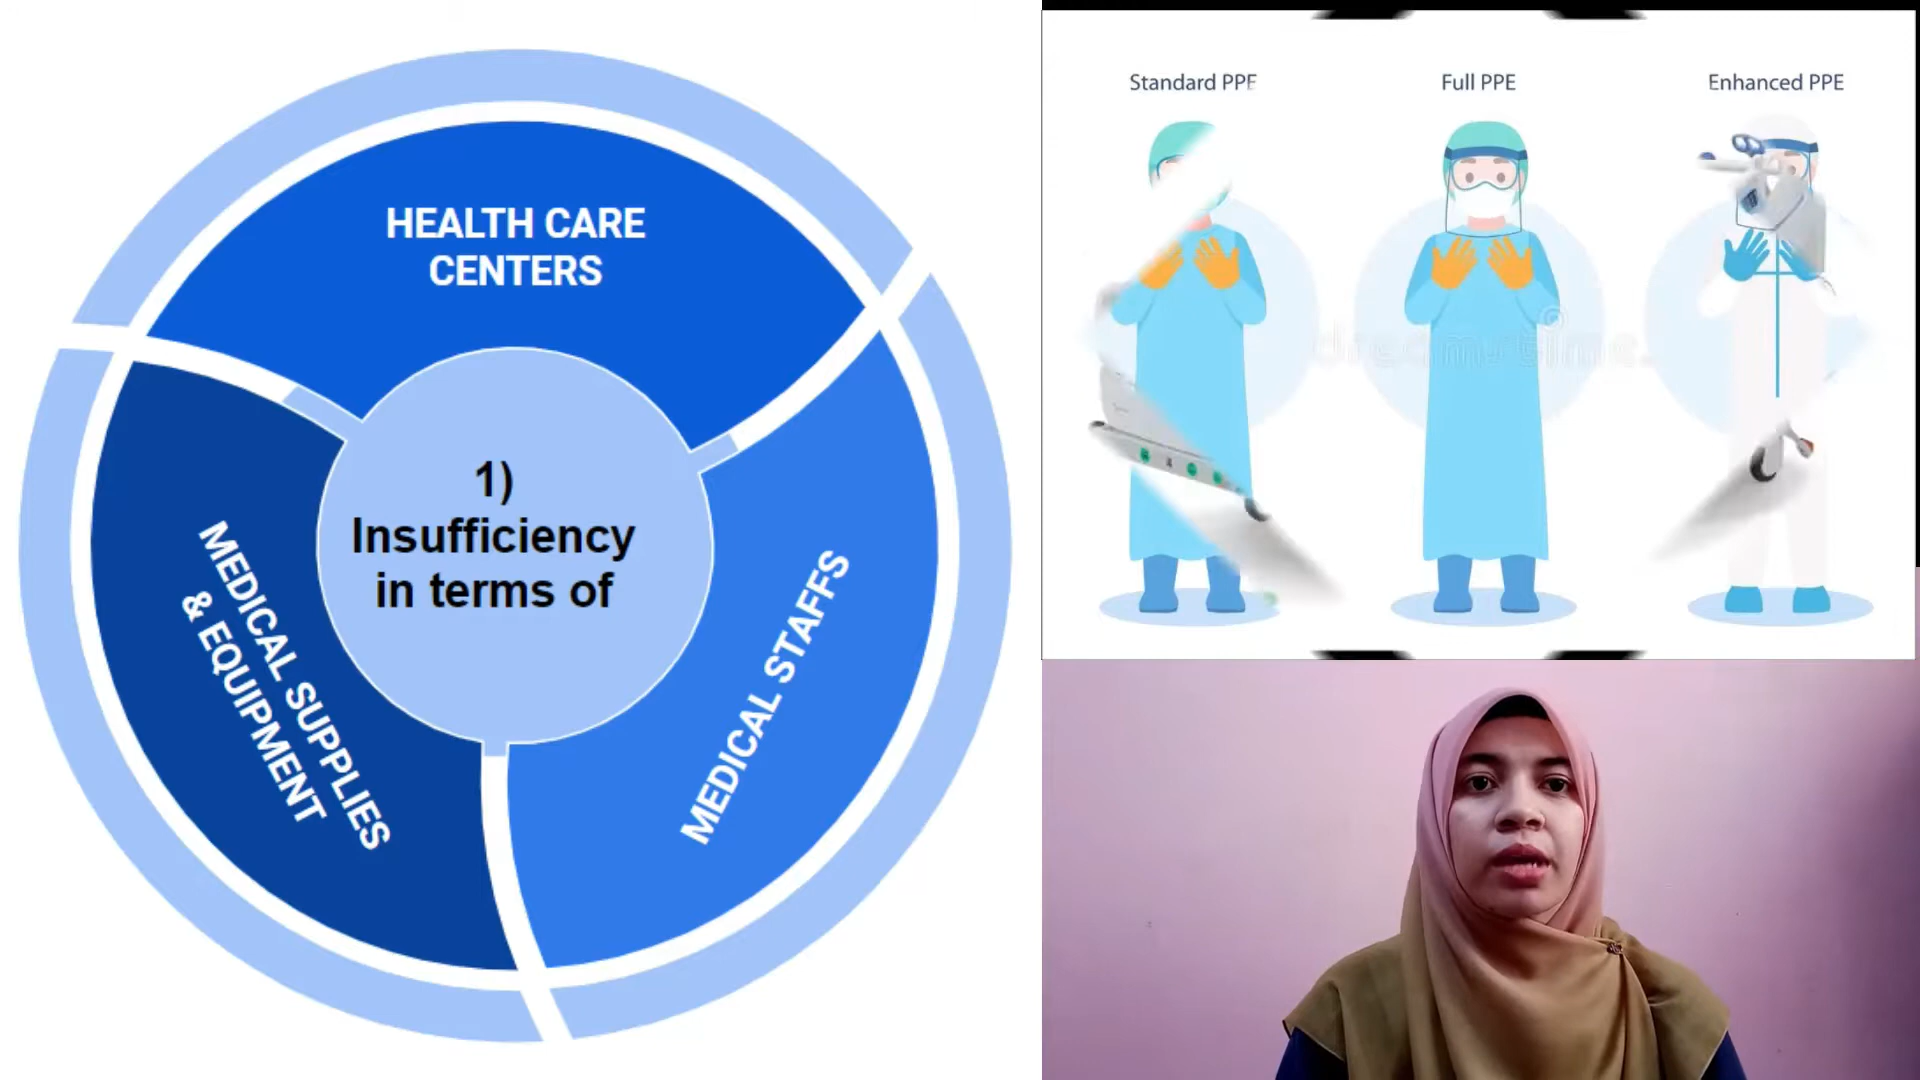 HEALTH CARE
CENTERS
1)
Insufficiency
in terms of
MEDICAL SUPPLIES
& EQUIPMENT
MEDICAL STAFFS
Standard PPE
Full PPE
Enhanced PPE